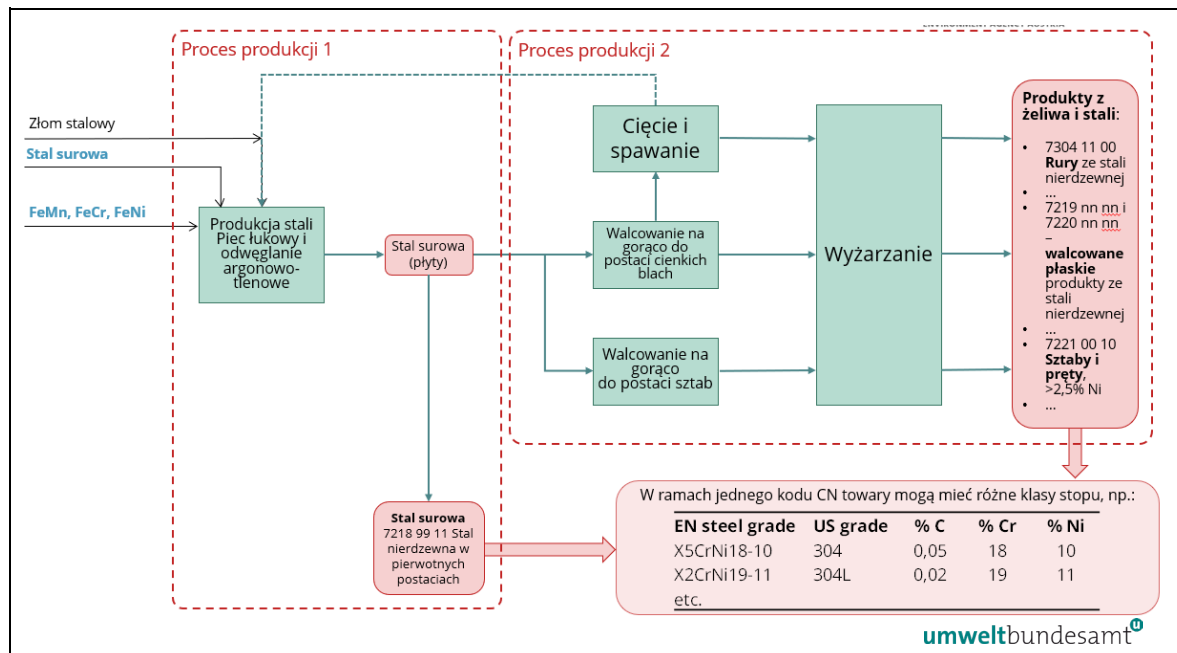 ENVIRONMENT AGENCY AUSTRIA
Proces produkcji 1
Proces produkcji 2
Złom stalowy
Stal surowa
FeMn, FeCr, FeNi
Produkcja stali
Piec łukowy i
odwęglanie
argonowo-
tlenowe
Stal surowa
(płyty)
Cięcie i
spawanie
Walcowanie na
gorąco do
postaci cienkich
blach
Walcowanie na
gorąco
do postaci sztab
Wyżarzanie
Produkty z
żeliwa i stali:
• 7304 11 00
Rury ze stali
nierdzewnej
• ...
• 7219 nn nn i
7220 nn nn
–
walcowane
płaskie
produkty ze
stali
nierdzewnej
• ...
• 7221 00 10
Sztaby i
pręty,
>2,5% Ni
• ...
Stal surowa
7218 99 11 Stal
nierdzewna w
pierwotnych
postaciach
W ramach jednego kodu CN towary mogą mieć różne klasy stopu, np.:
EN steel grade US grade % C % Cr % Ni
X5CrNi18-10 304 0,05 18 10
X2CrNi19-11 304L 0,02 19 11
etc.
umweltbundesamt u